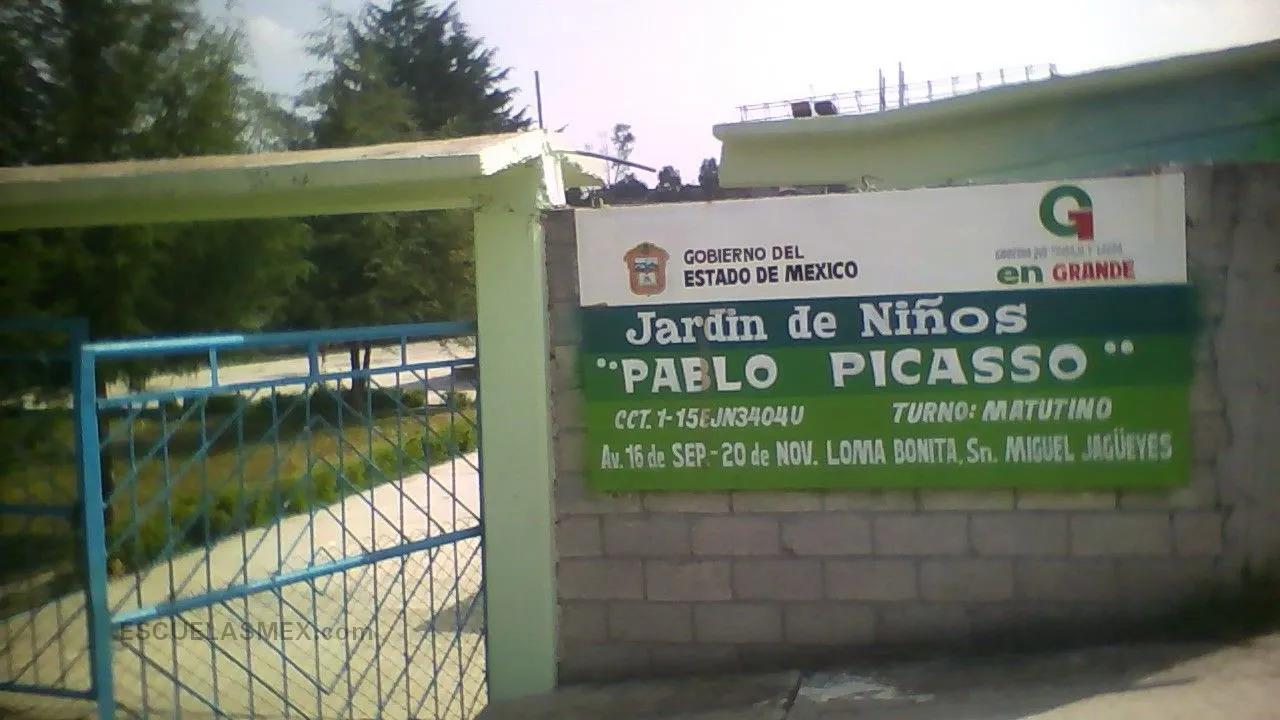 GOBIERNO DEL
ESTADO DE MEXICO
en GRANDE
Jardin de Niños
"PABLO PICASSO"
CCT. 1-15EJN3404U
TURNO: MATUTINO
Av. 16 de SEP - 20 de NOV. LOMA BONITA, Sn. MIGUEL JAGÜEYES
ESCUELASMEX.com